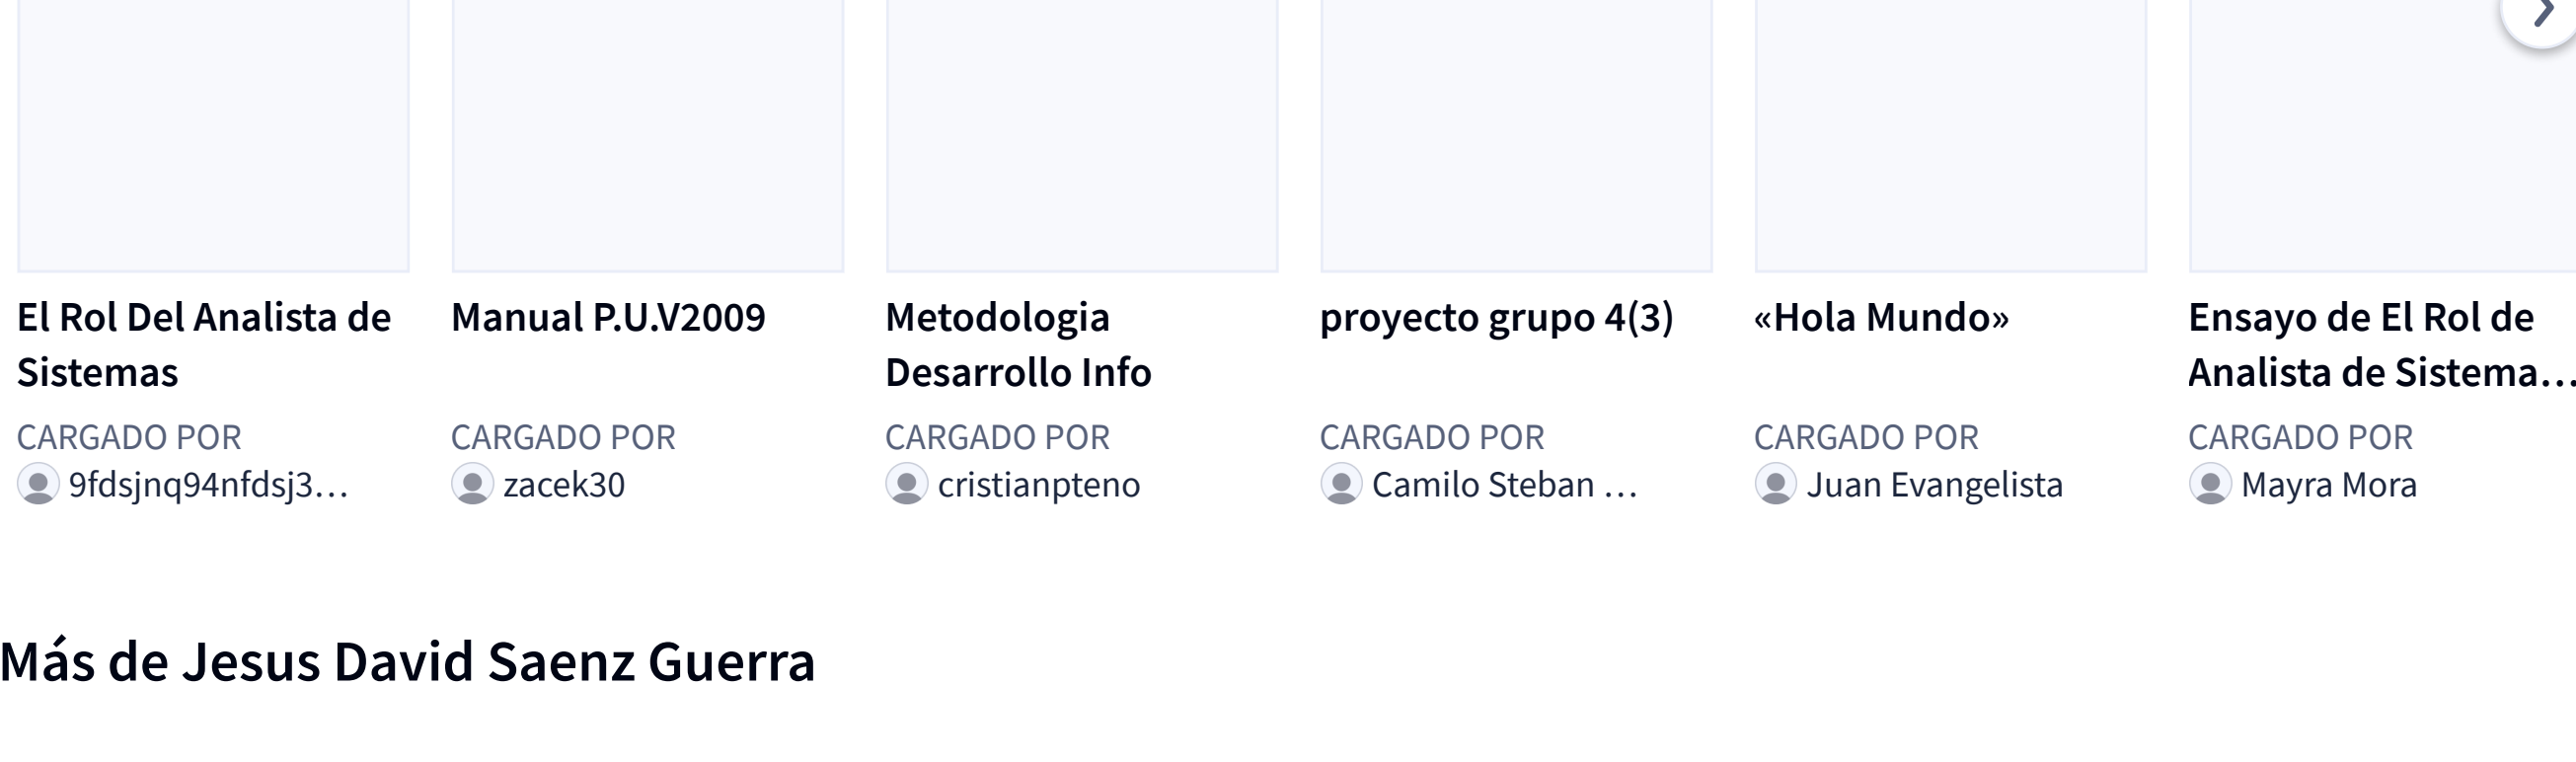 El Rol Del Analista de
Sistemas
CARGADO POR
9fdsjnq94nfdsj3…
Manual P.U.V2009
CARGADO POR
zacek30
Metodologia
Desarrollo Info
CARGADO POR
cristianpteno
proyecto grupo 4(3)
CARGADO POR
Camilo Steban …
«Hola Mundo»
CARGADO POR
Juan Evangelista
Ensayo de El Rol de
Analista de Sistema…
CARGADO POR
Mayra Mora
Más de Jesus David Saenz Guerra